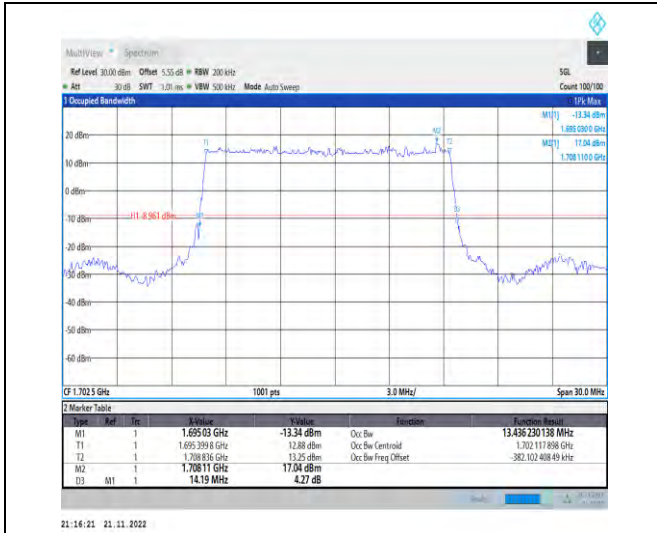 MultiView Spectrum
Ref Level 30.00 dBm Offset 5.55 dB RBW 200 kHz SGL
Att 30 dB SWT 1.01 ms VBW 500 kHz Mode Auto Sweep Count 100/100
1 Occupied Bandwidth 1Pk Max
M1[1] -13.34 dBm
1.695 030 0 GHz
M2[1] 17.04 dBm
1.708 110 0 GHz
20 dBm
M2
T1 T2
10 dBm
0 dBm
-10 dBm
H1 -8.961 dBm
M1
-20 dBm
-30 dBm
-40 dBm
-50 dBm
-60 dBm
CF 1.702 5 GHz 1001 pts 3.0 MHz/ Span 30.0 MHz
2 Marker Table
Type Ref Trc X-Value Y-Value Function Function Result
M1 1 1.695 03 GHz -13.34 dBm Occ Bw 13.436 230 138 MHz
T1 1 1.695 399 8 GHz 12.88 dBm Occ Bw Centroid 1.702 117 898 GHz
T2 1 1.708 836 GHz 13.25 dBm Occ Bw Freq Offset -382.102 408 49 kHz
M2 1 1.708 11 GHz 17.04 dBm
D3 M1 1 14.19 MHz 4.27 dB
21:16:21 21.11.2022